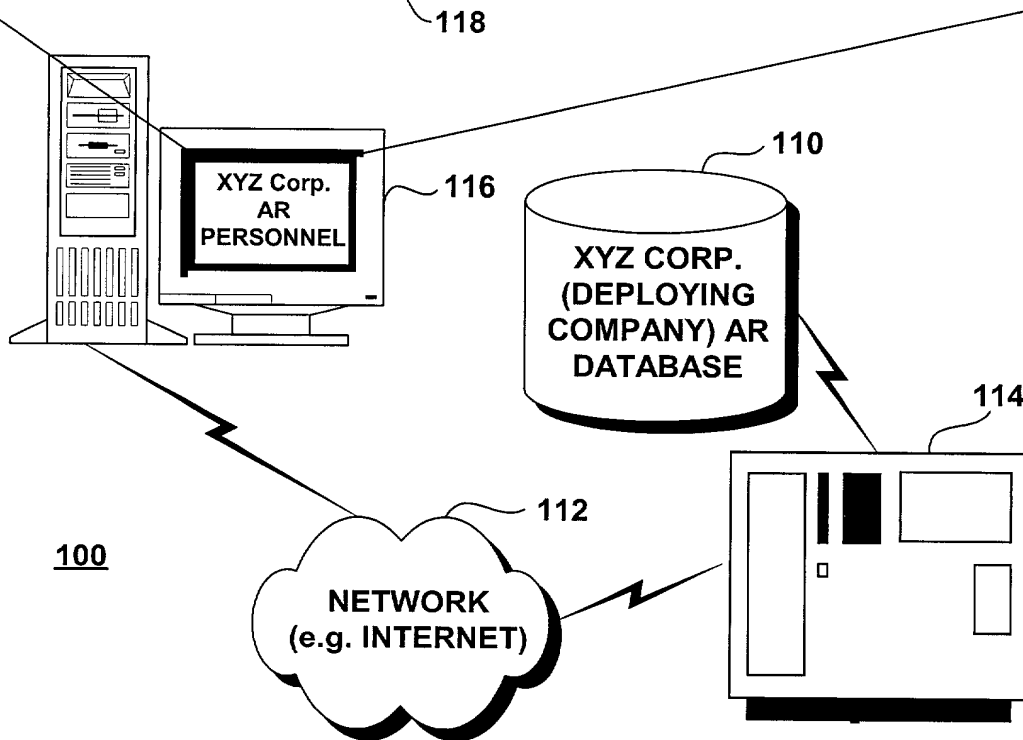 118
XYZ Corp.
AR
PERSONNEL
116
110
XYZ CORP.
(DEPLOYING
COMPANY) AR
DATABASE
114
112
100
NETWORK
(e.g. INTERNET)